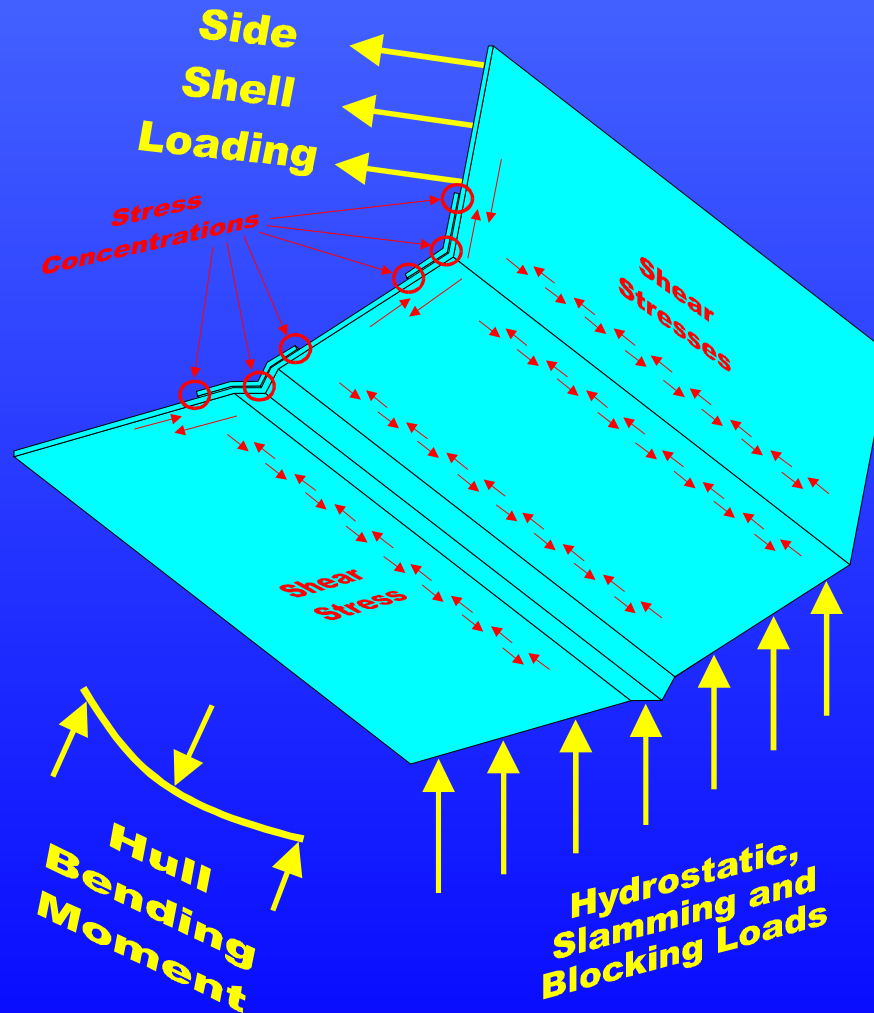 Side
Shell
Loading
Stress
Concentrations
Shear
Stresses
Shear
Stress
Hull
Bending
Moment
Hydrostatic,
Slamming and
Blocking Loads